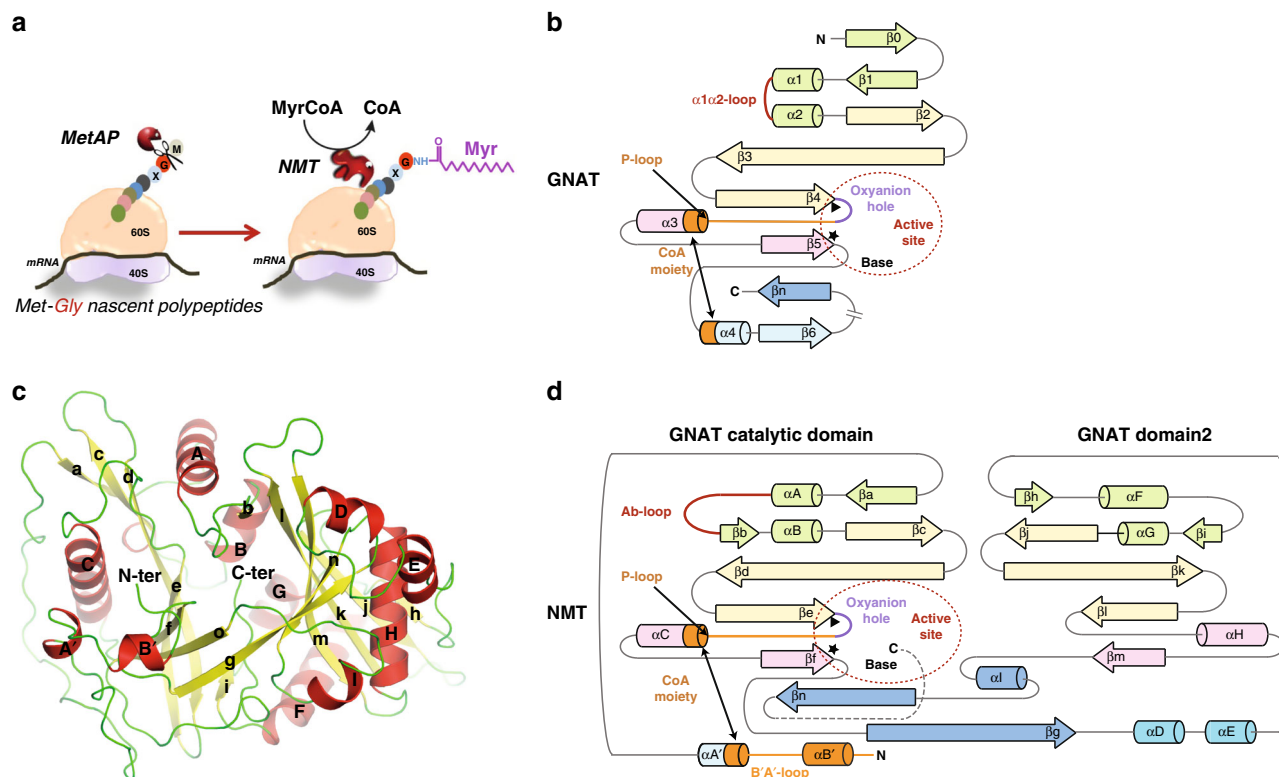 a
MyrCoA
CoA
MetAP
M
G
X
60S
mRNA
40S
NMT
G
NH
O
Myr
X
60S
mRNA
40S
Met-Gly nascent polypeptides
b
GNAT
N
β0
α1
β1
α1α2-loop
α2
β2
β3
P-loop
β4
Oxyanion
hole
α3
Active
site
β5
CoA
moiety
Base
C
βn
α4
β6
c
a
c
d
A
b
B
l
D
C
N-ter
C-ter
n
E
e
G
j
h
f
k
H
A'
B'
o
m
g
i
I
F
d
GNAT catalytic domain
GNAT domain2
NMT
αA
βa
Ab-loop
βb
αB
βc
βd
P-loop
βe
Oxyanion
hole
αC
Active
site
C
βf
Base
CoA
moiety
βn
βg
αA'
αB'
N
B'A'-loop
βh
αF
βj
αG
βi
βk
βl
αH
βm
αI
αD
αE